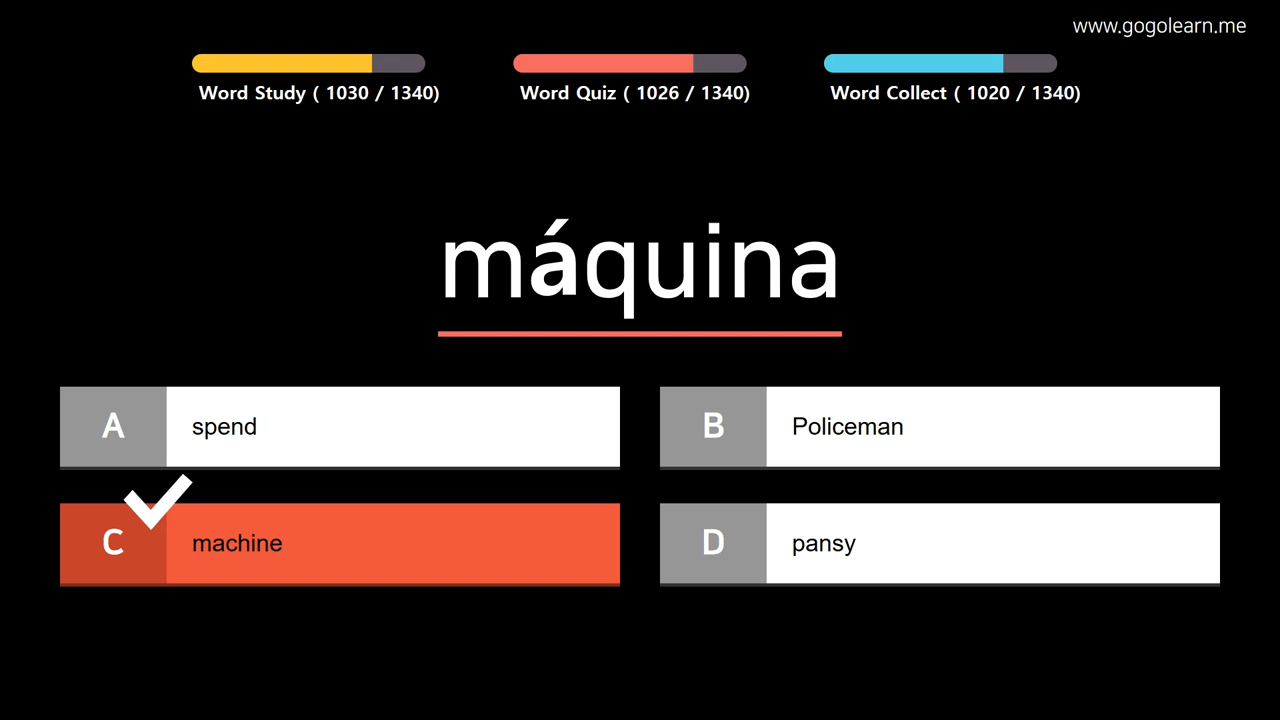 www.gogolearn.me
Word Study ( 1030 / 1340)
Word Quiz ( 1026 / 1340)
Word Collect ( 1020 / 1340)
máquina
A spend
B Policeman
C machine
D pansy